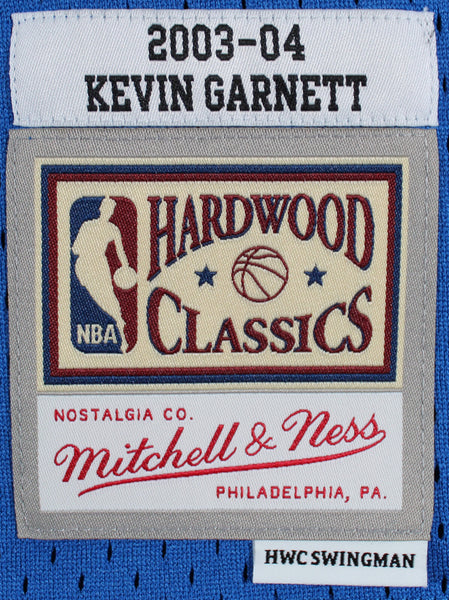 2003-04
KEVIN GARNETT
HARDWOOD
CLASSICS
NBA
NOSTALGIA CO.
Mitchell & Ness
PHILADELPHIA, PA.
HWC SWINGMAN